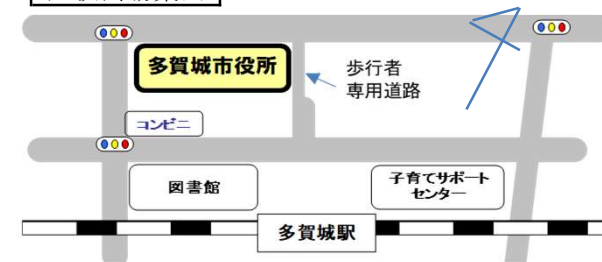 多賀城市役所
歩行者
専用道路
コンビニ
図書館
子育てサポート
センター
多賀城駅